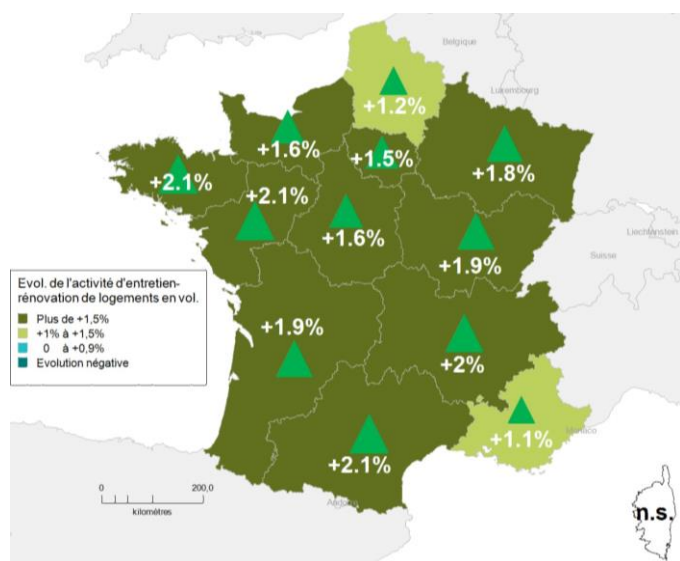 Belgique
Luxembourg
+1.2%
+1.6%
+1.5%
+1.8%
+2.1%
+2.1%
+1.6%
+1.9%
Liechtenstein
Suisse
Evol. de l'activité d'entretien-
rénovation de logements en vol.
Plus de +1,5%
+1% à +1,5%
0 à +0,9%
Evolution négative
+1.9%
+2%
+1.1%
Monaco
+2.1%
0 200,0
kilomètres
n.s.